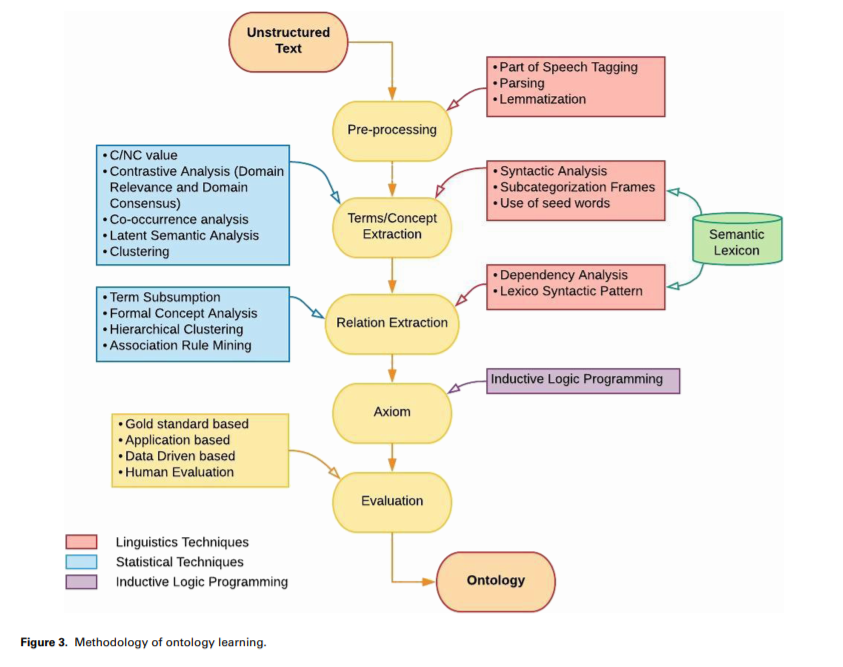 Unstructured
Text
• Part of Speech Tagging
• Parsing
• Lemmatization
Pre-processing
• C/NC value
• Contrastive Analysis (Domain
Relevance and Domain
Consensus)
• Co-occurrence analysis
• Latent Semantic Analysis
• Clustering
• Syntactic Analysis
• Subcategorization Frames
• Use of seed words
Terms/Concept
Extraction
Semantic
Lexicon
• Term Subsumption
• Formal Concept Analysis
• Hierarchical Clustering
• Association Rule Mining
• Dependency Analysis
• Lexico Syntactic Pattern
Relation Extraction
Inductive Logic Programming
Axiom
• Gold standard based
• Application based
• Data Driven based
• Human Evaluation
Evaluation
Linguistics Techniques
Statistical Techniques
Inductive Logic Programming
Ontology
Figure 3. Methodology of ontology learning.